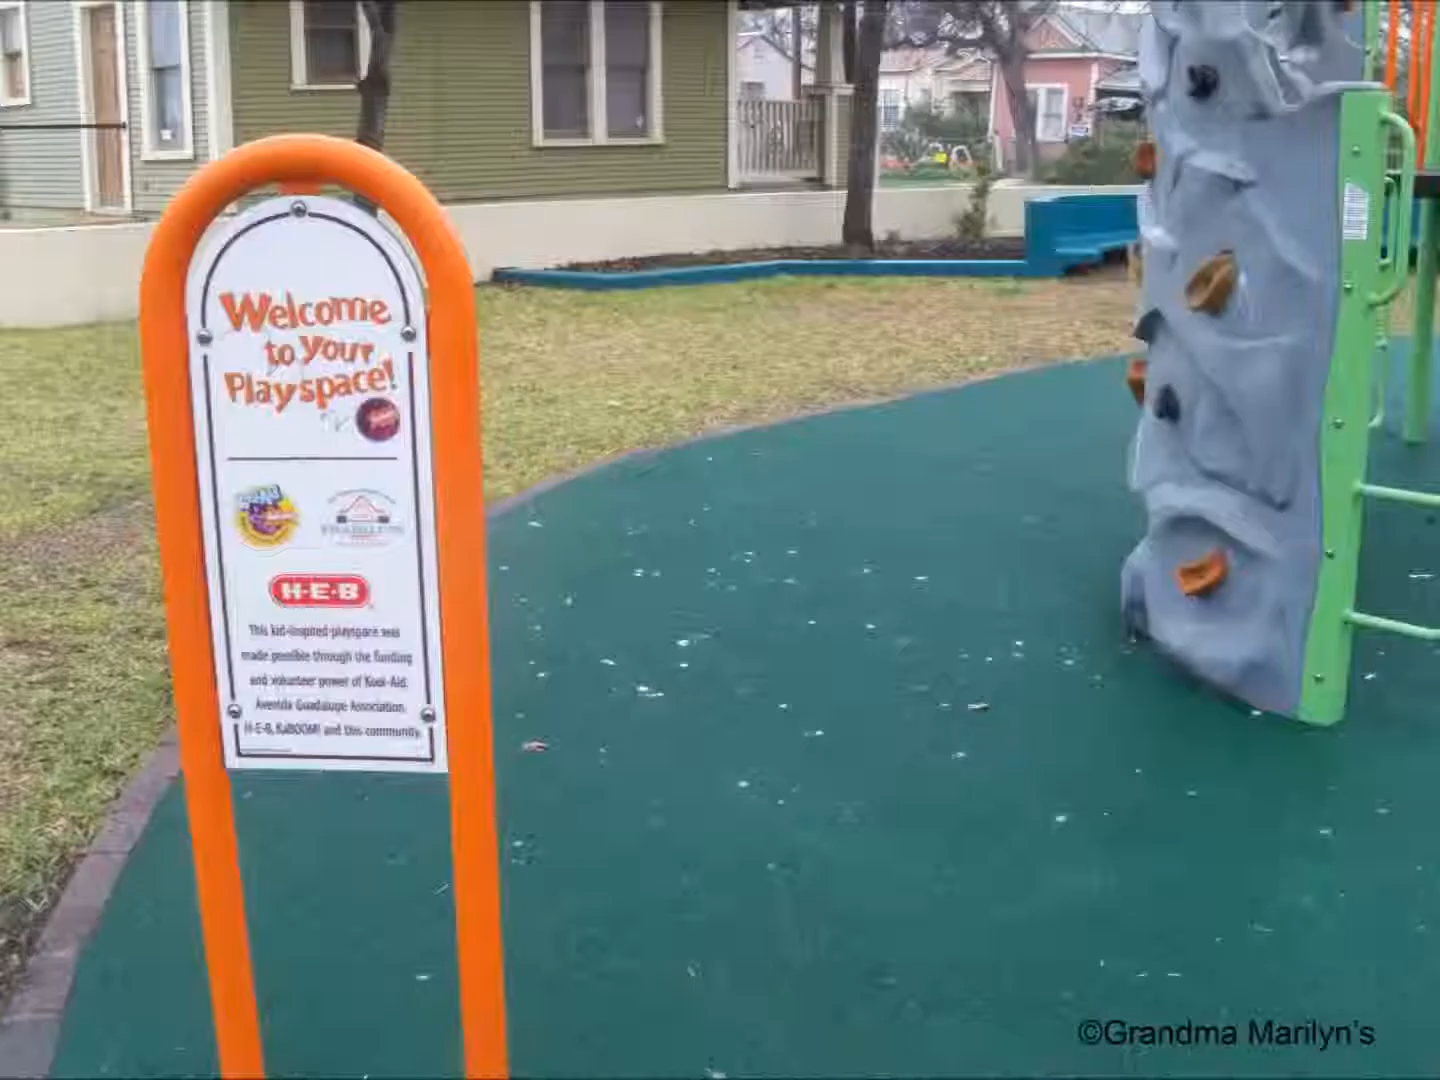 Welcome
to your
Playspace!
H-E-B
This kid-inspired playspace was
made possible through the funding
and volunteer power of Kool-Aid,
Avenida Guadalupe Association,
H-E-B, KaBOOM! and this community.
©Grandma Marilyn's